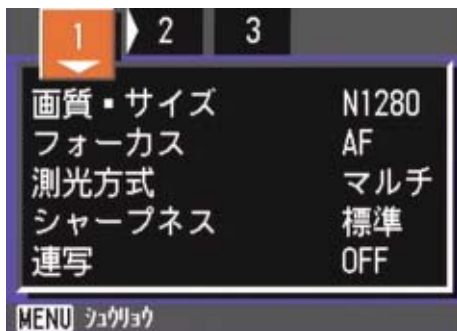 1 2 3
画質・サイズ N1280
フォーカス AF
測光方式 マルチ
シャープネス 標準
連写 OFF
MENU ｼｭｳﾘｮｳ